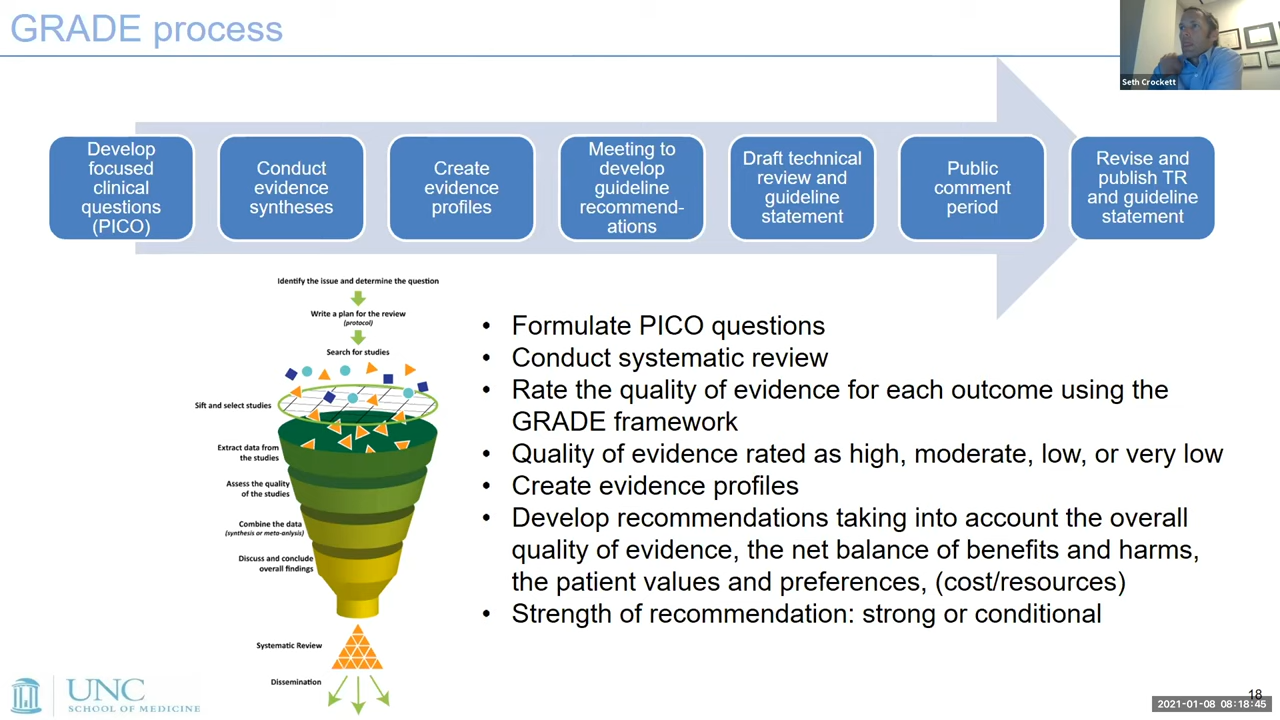 GRADE process
Seth Crockett
Develop
focused
clinical
questions
(PICO)
Conduct
evidence
syntheses
Create
evidence
profiles
Meeting to
develop
guideline
recommend-
ations
Draft technical
review and
guideline
statement
Public
comment
period
Revise and
publish TR
and guideline
statement
Identify the issue and determine the question
Write a plan for the review
(protocol)
Search for studies
Sift and select studies
Extract data from
the studies
Assess the quality
of the studies
Combine the data
(synthesis or meta-anlysis)
Discuss and conclude
overall findings
Systematic Review
Dissemination
• Formulate PICO questions
• Conduct systematic review
• Rate the quality of evidence for each outcome using the
GRADE framework
• Quality of evidence rated as high, moderate, low, or very low
• Create evidence profiles
• Develop recommendations taking into account the overall
quality of evidence, the net balance of benefits and harms,
the patient values and preferences, (cost/resources)
• Strength of recommendation: strong or conditional
UNC
SCHOOL OF MEDICINE
18
2021-01-08 08:18:45